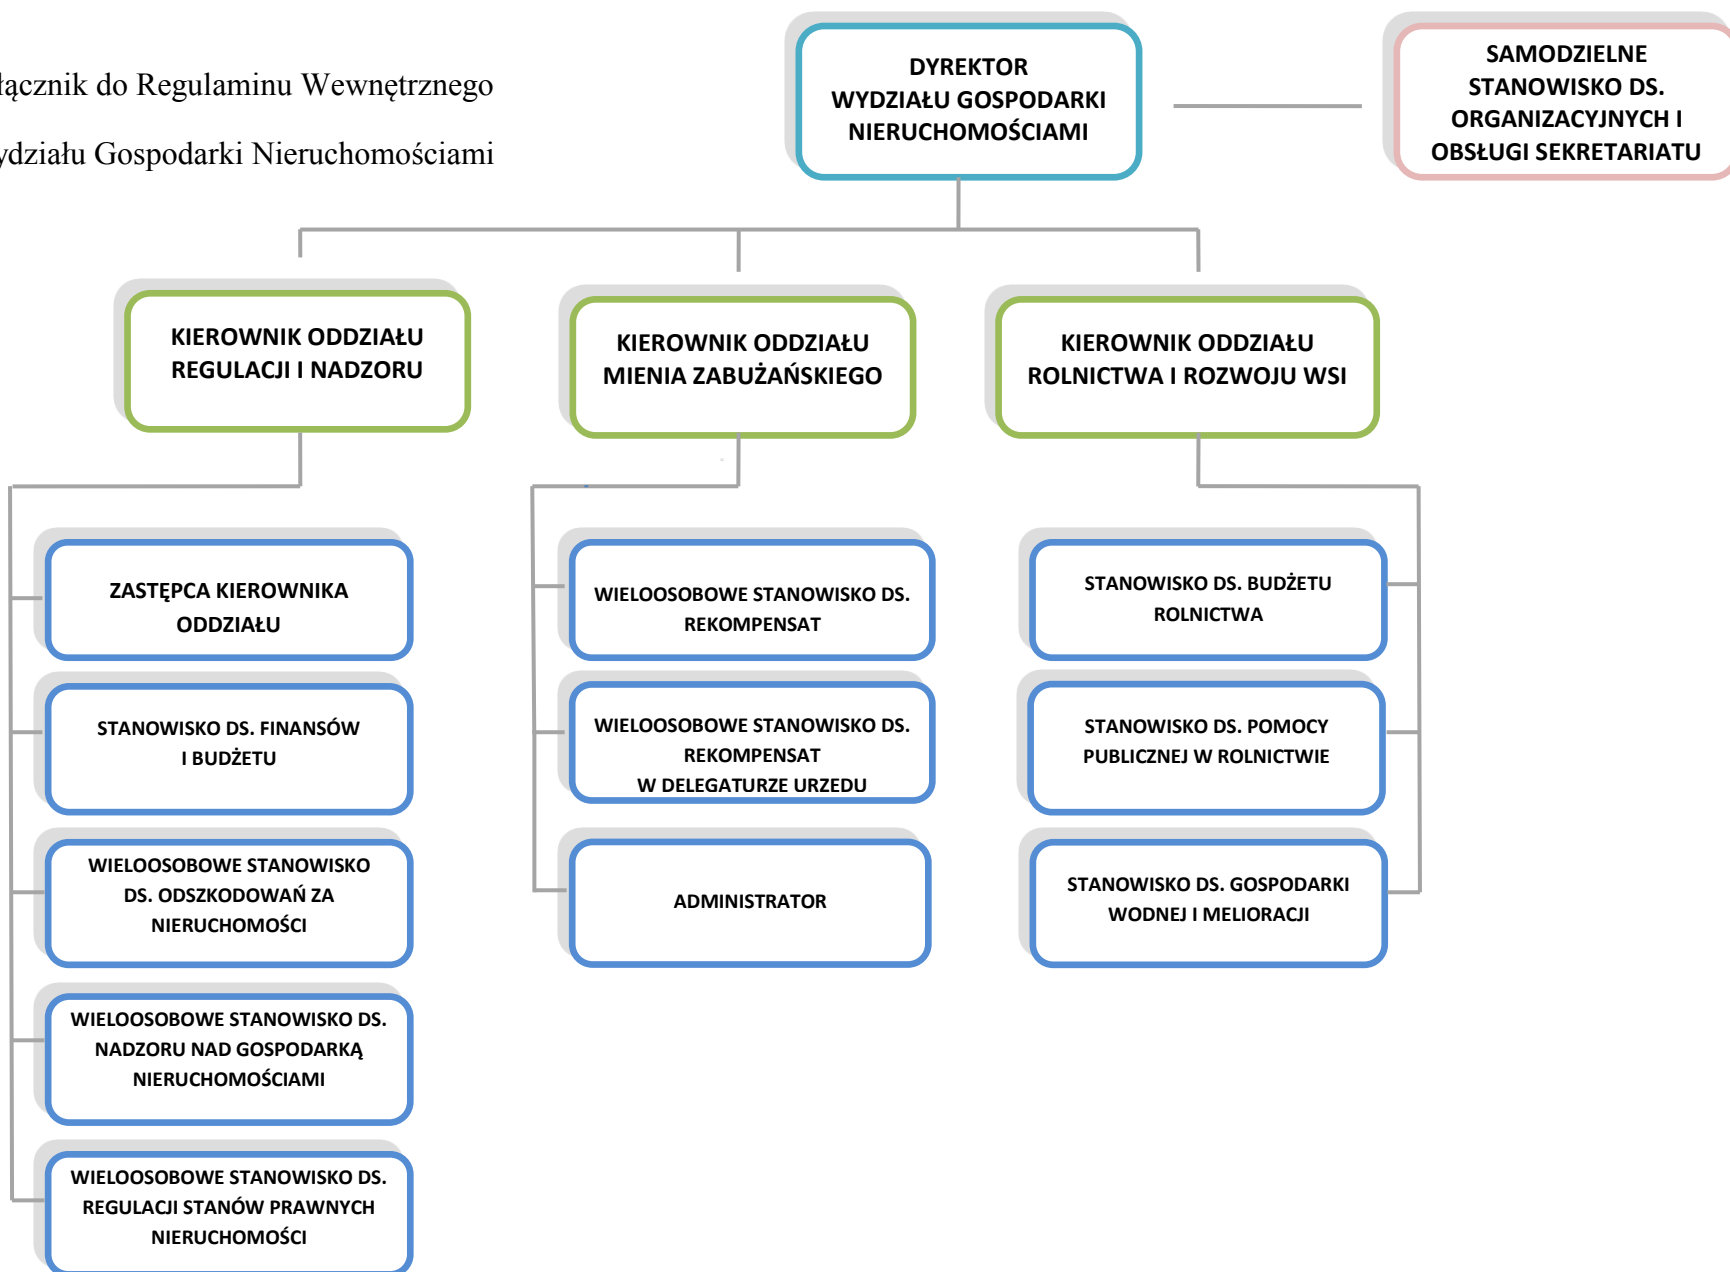 łącznik do Regulaminu Wewnętrznego
ydziału Gospodarki Nieruchomościami
DYREKTOR
WYDZIAŁU GOSPODARKI
NIERUCHOMOŚCIAMI
SAMODZIELNE
STANOWISKO DS.
ORGANIZACYJNYCH I
OBSŁUGI SEKRETARIATU
KIEROWNIK ODDZIAŁU
REGULACJI I NADZORU
KIEROWNIK ODDZIAŁU
MIENIA ZABUŻAŃSKIEGO
KIEROWNIK ODDZIAŁU
ROLNICTWA I ROZWOJU WSI
ZASTĘPCA KIEROWNIKA
ODDZIAŁU
STANOWISKO DS. FINANSÓW
I BUDŻETU
WIELOOSOBOWE STANOWISKO
DS. ODSZKODOWAŃ ZA
NIERUCHOMOŚCI
WIELOOSOBOWE STANOWISKO DS.
NADZORU NAD GOSPODARKĄ
NIERUCHOMOŚCIAMI
WIELOOSOBOWE STANOWISKO DS.
REGULACJI STANÓW PRAWNYCH
NIERUCHOMOŚCI
WIELOOSOBOWE STANOWISKO DS.
REKOMPENSAT
WIELOOSOBOWE STANOWISKO DS.
REKOMPENSAT
W DELEGATURZE URZEDU
ADMINISTRATOR
STANOWISKO DS. BUDŻETU
ROLNICTWA
STANOWISKO DS. POMOCY
PUBLICZNEJ W ROLNICTWIE
STANOWISKO DS. GOSPODARKI
WODNEJ I MELIORACJI